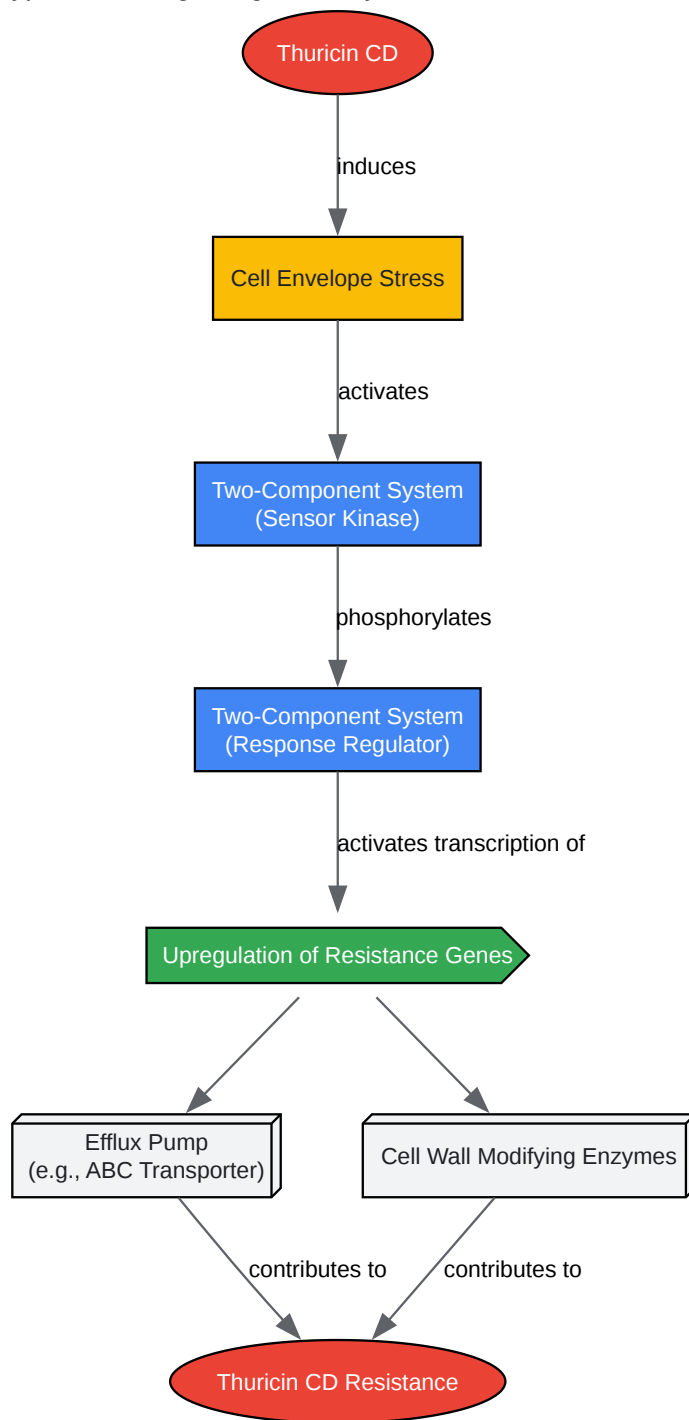 Thuricin CD
induces
Cell Envelope Stress
activates
Two-Component System
(Sensor Kinase)
phosphorylates
Two-Component System
(Response Regulator)
activates transcription of
Upregulation of Resistance Genes
Efflux Pump
(e.g., ABC Transporter)
Cell Wall Modifying Enzymes
contributes to
contributes to
Thuricin CD Resistance